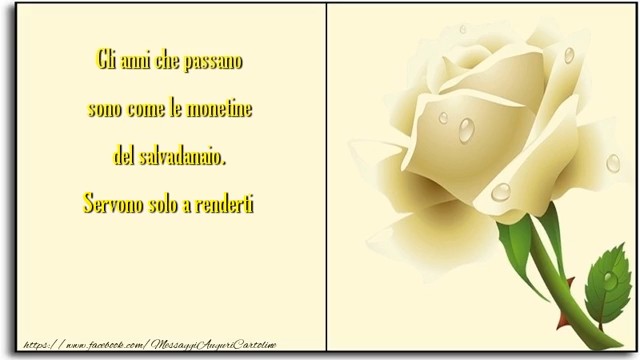 Gli anni che passano
sono come le monetine
del salvadanaio.
Servono solo a renderti
https://www.facebook.com/MessaggiAuguriCartoline